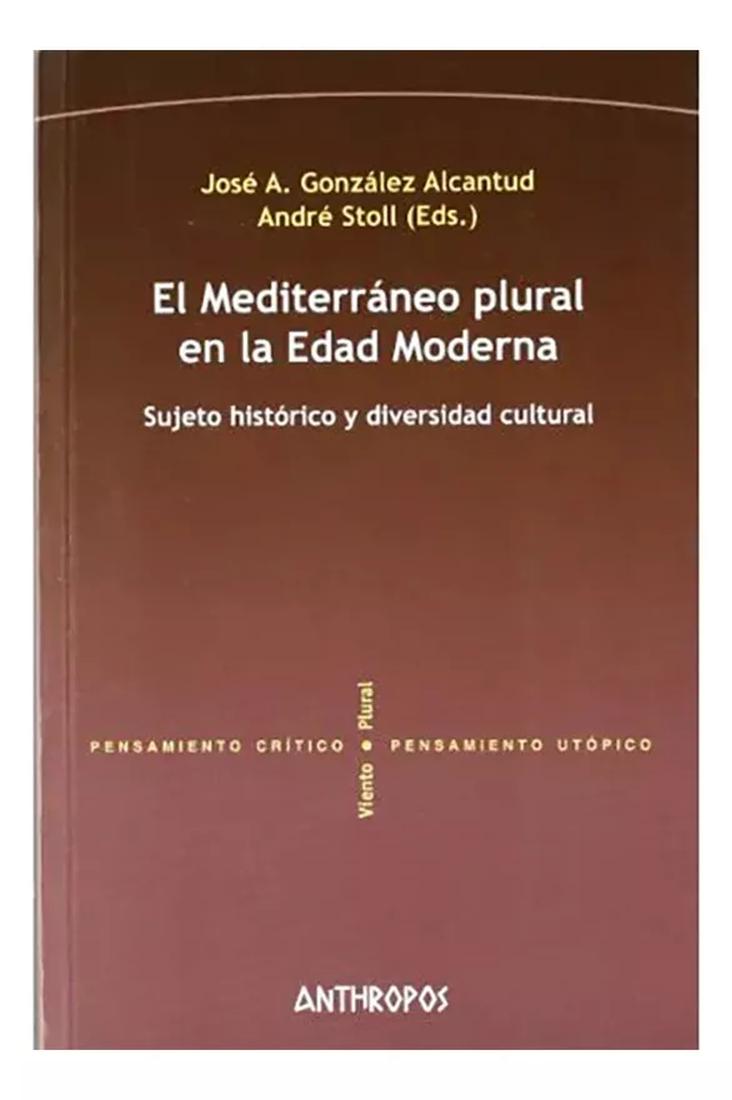 José A. González Alcantud
André Stoll (Eds.)
El Mediterráneo plural
en la Edad Moderna
Sujeto histórico y diversidad cultural
PENSAMIENTO CRÍTICO • PENSAMIENTO UTÓPICO
Viento Plural
ANTHROPOS